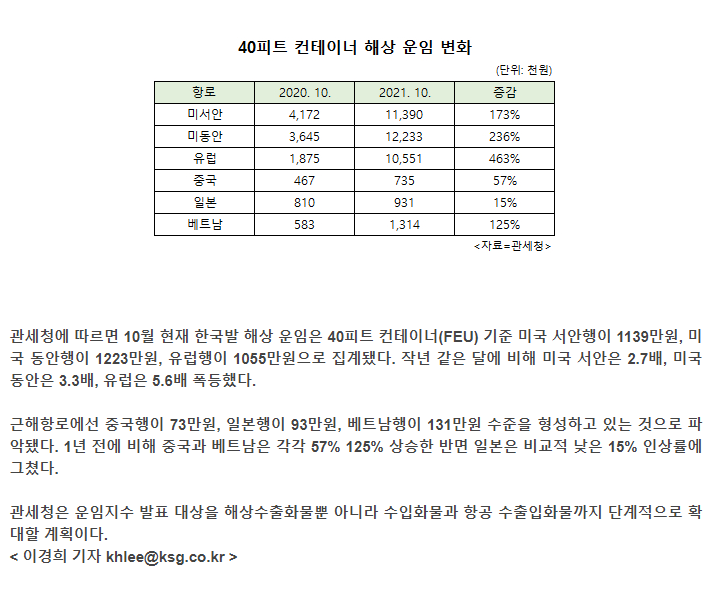 40피트 컨테이너 해상 운임 변화
(단위: 천원)
항로 2020. 10. 2021. 10. 증감
미서안 4,172 11,390 173%
미동안 3,645 12,233 236%
유럽 1,875 10,551 463%
중국 467 735 57%
일본 810 931 15%
베트남 583 1,314 125%
<자료=관세청>
관세청에 따르면 10월 현재 한국발 해상 운임은 40피트 컨테이너(FEU) 기준 미국 서안행이 1139만원, 미
국 동안행이 1223만원, 유럽행이 1055만원으로 집계됐다. 작년 같은 달에 비해 미국 서안은 2.7배, 미국
동안은 3.3배, 유럽은 5.6배 폭등했다.
근해항로에선 중국행이 73만원, 일본행이 93만원, 베트남행이 131만원 수준을 형성하고 있는 것으로 파
악됐다. 1년 전에 비해 중국과 베트남은 각각 57% 125% 상승한 반면 일본은 비교적 낮은 15% 인상률에
그쳤다.
관세청은 운임지수 발표 대상을 해상수출화물뿐 아니라 수입화물과 항공 수출입화물까지 단계적으로 확
대할 계획이다.
< 이경희 기자 khlee@ksg.co.kr >